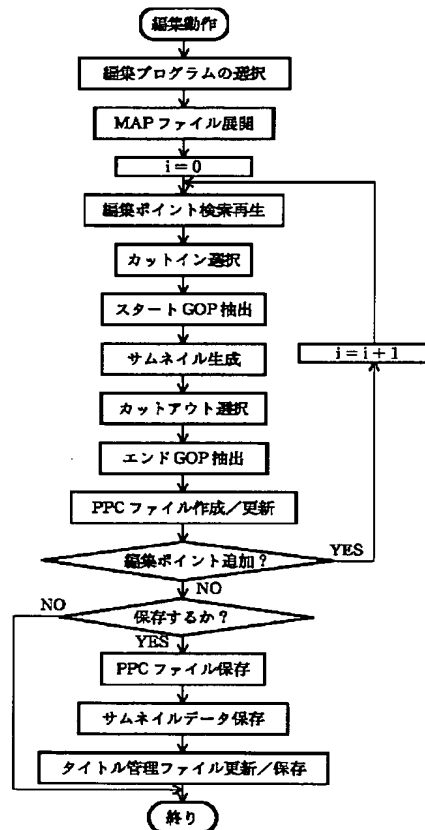 編集動作
編集プログラムの選択
MAPファイル展開
i = 0
編集ポイント検索再生
カットイン選択
スタートGOP抽出
サムネイル生成
i = i + 1
カットアウト選択
エンドGOP抽出
PPCファイル作成/更新
編集ポイント追加?
YES
NO
保存するか?
NO
YES
PPCファイル保存
サムネイルデータ保存
タイトル管理ファイル更新/保存
終り